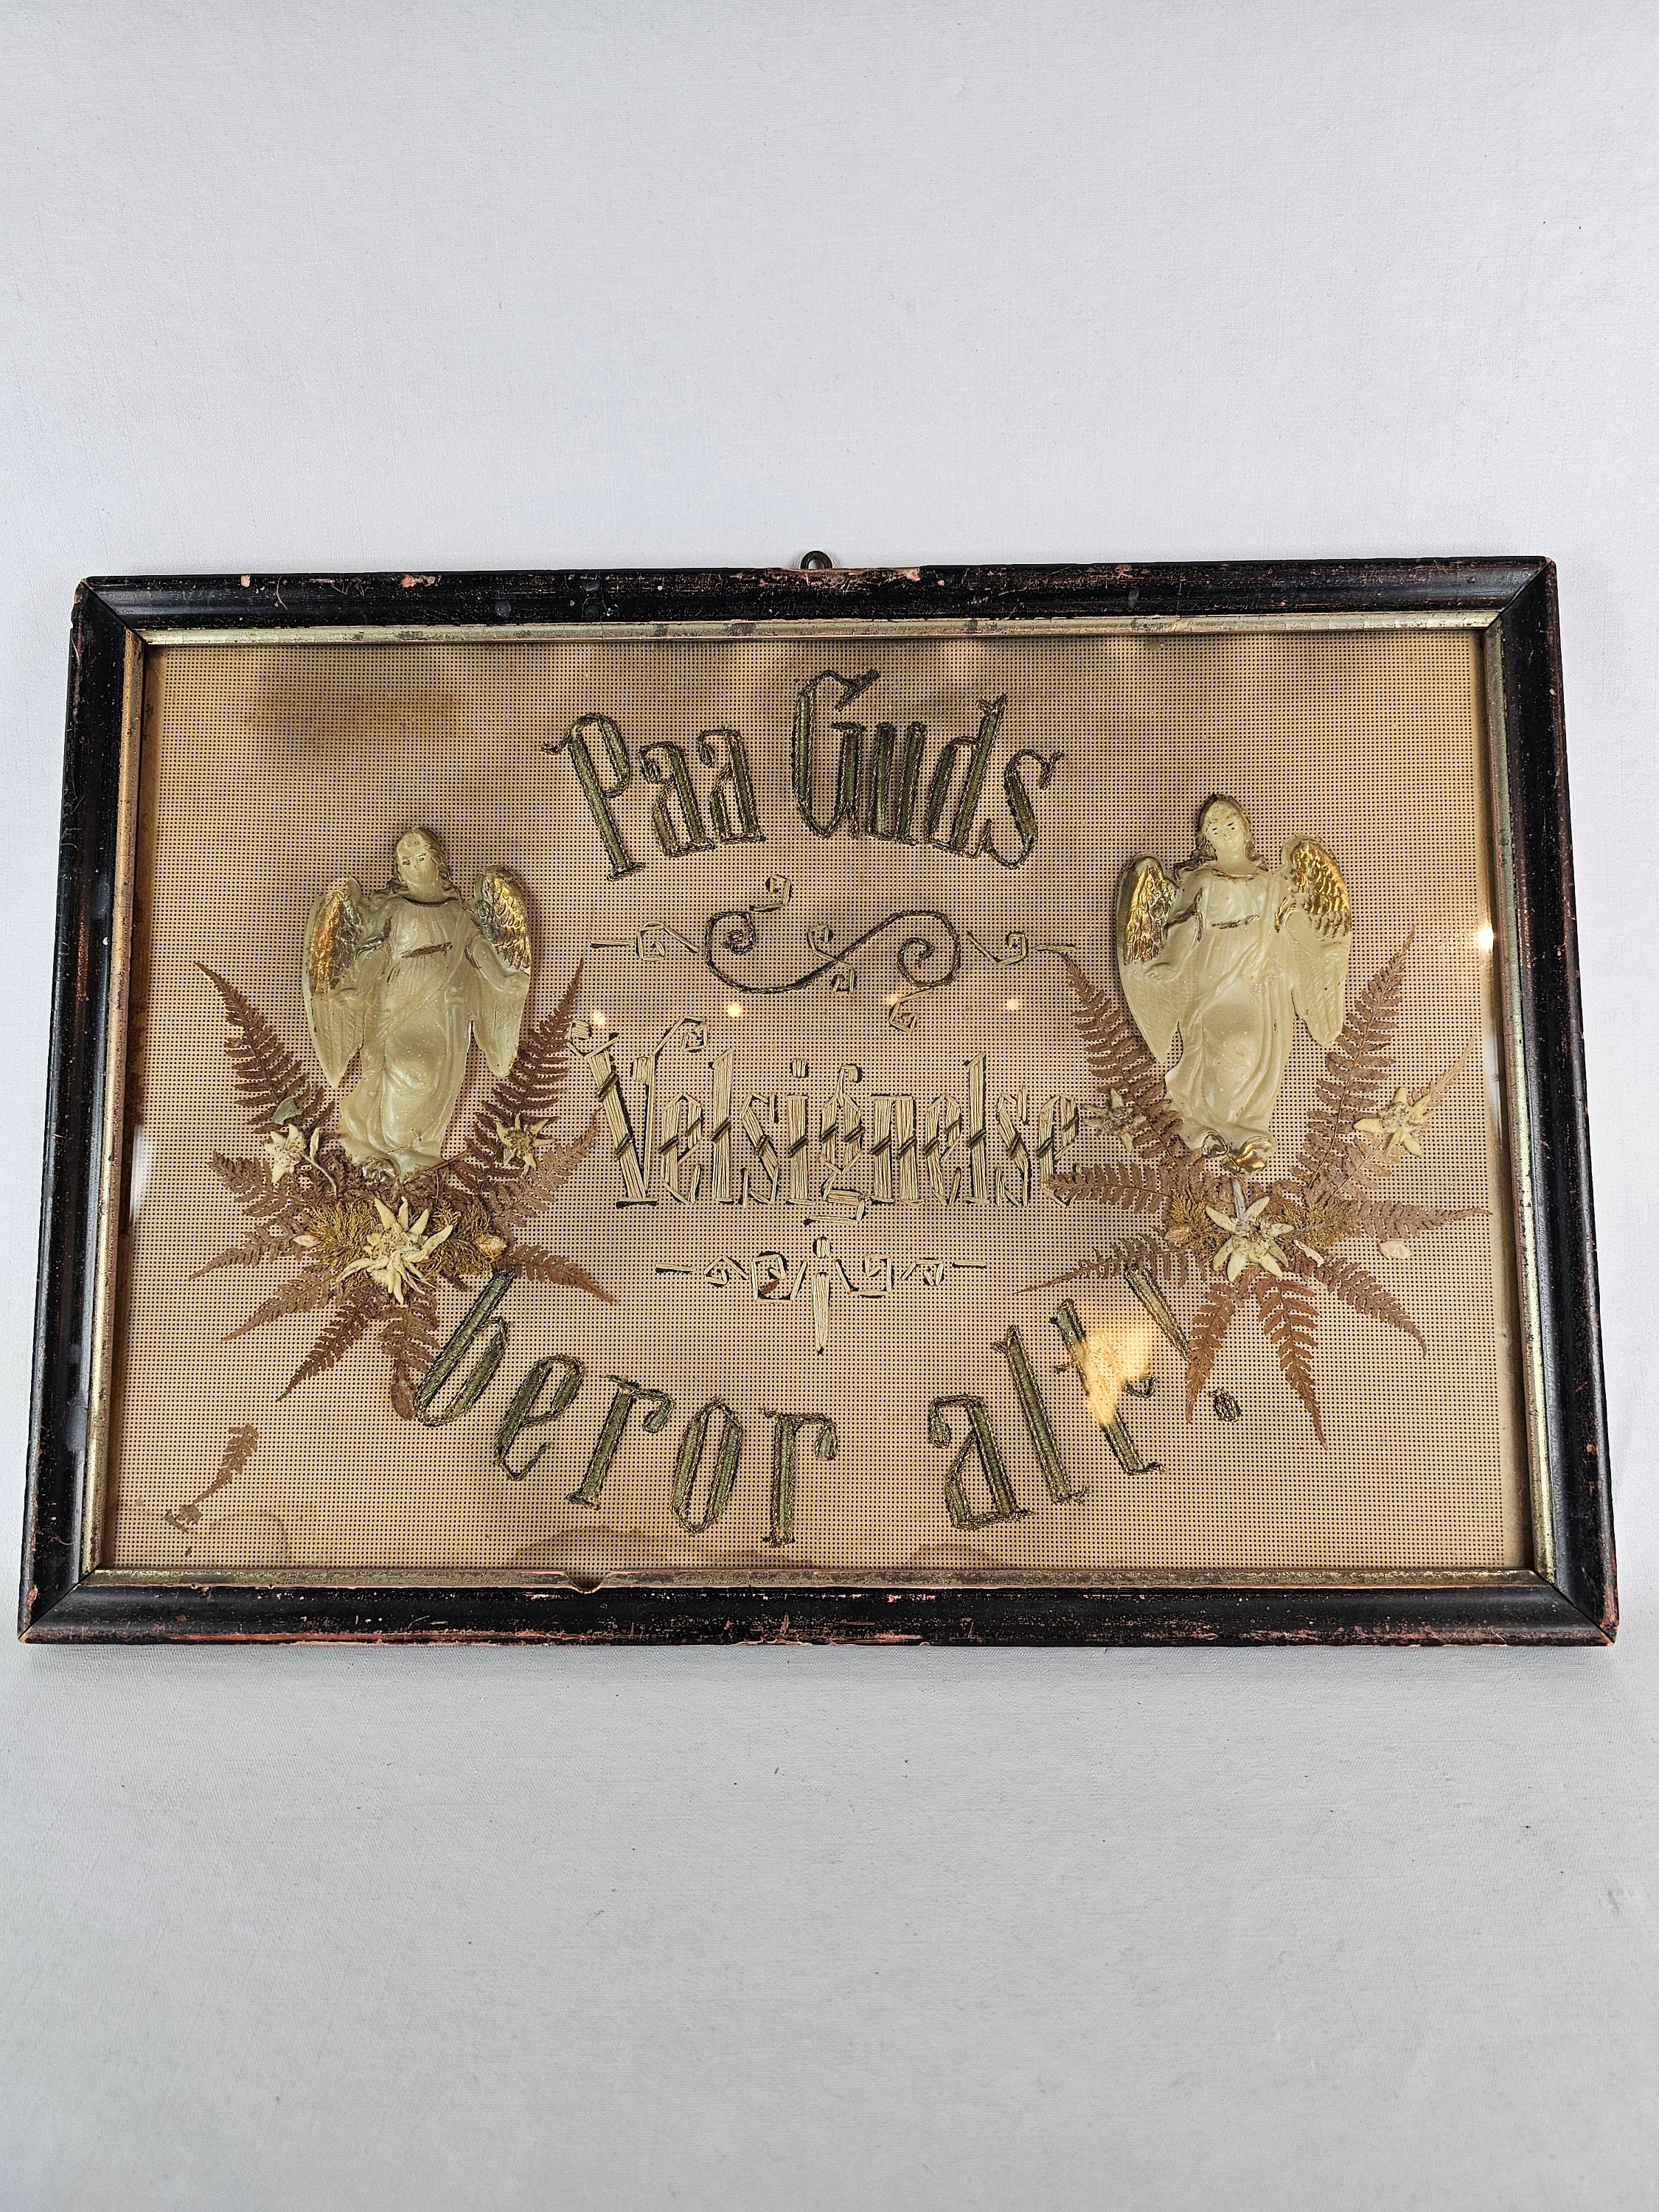 Paa Guds
Velsignelse
beror alt!